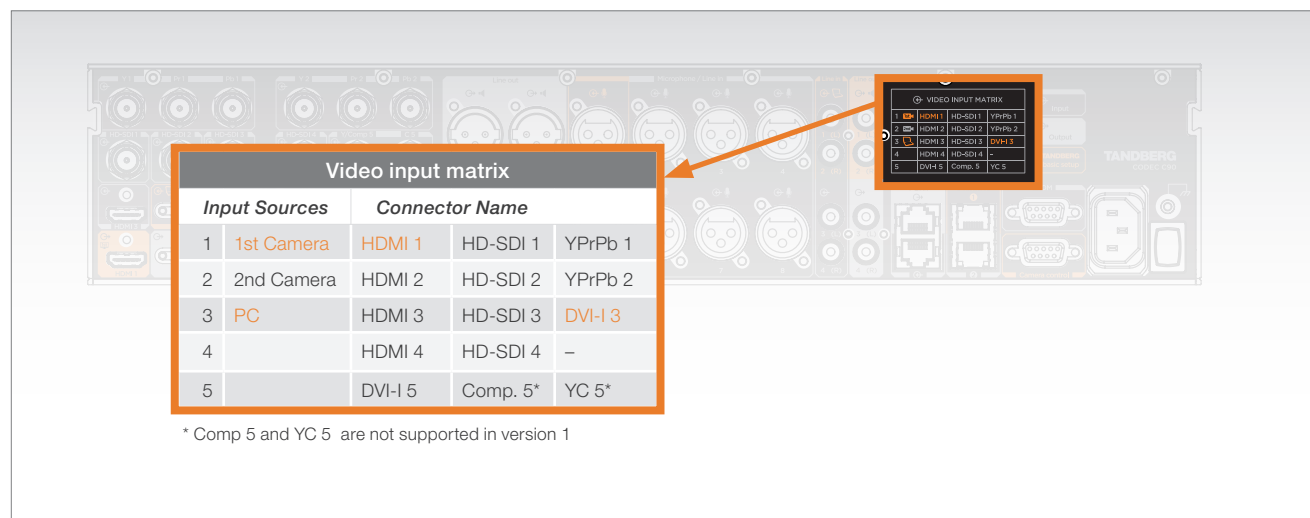 VIDEO INPUT MATRIX
1 HDMI 1 HD-SDI 1 YPrPb 1
2 HDMI 2 HD-SDI 2 YPrPb 2
3 HDMI 3 HD-SDI 3 DVI-I 3
4 HDMI 4 HD-SDI 4 –
5 DVI-I 5 Comp. 5 YC 5
TANDBERG
Video input matrix
Input Sources Connector Name
1 1st Camera HDMI 1 HD-SDI 1 YPrPb 1
2 2nd Camera HDMI 2 HD-SDI 2 YPrPb 2
3 PC HDMI 3 HD-SDI 3 DVI-I 3
4 HDMI 4 HD-SDI 4 –
5 DVI-I 5 Comp. 5* YC 5*
* Comp 5 and YC 5 are not supported in version 1